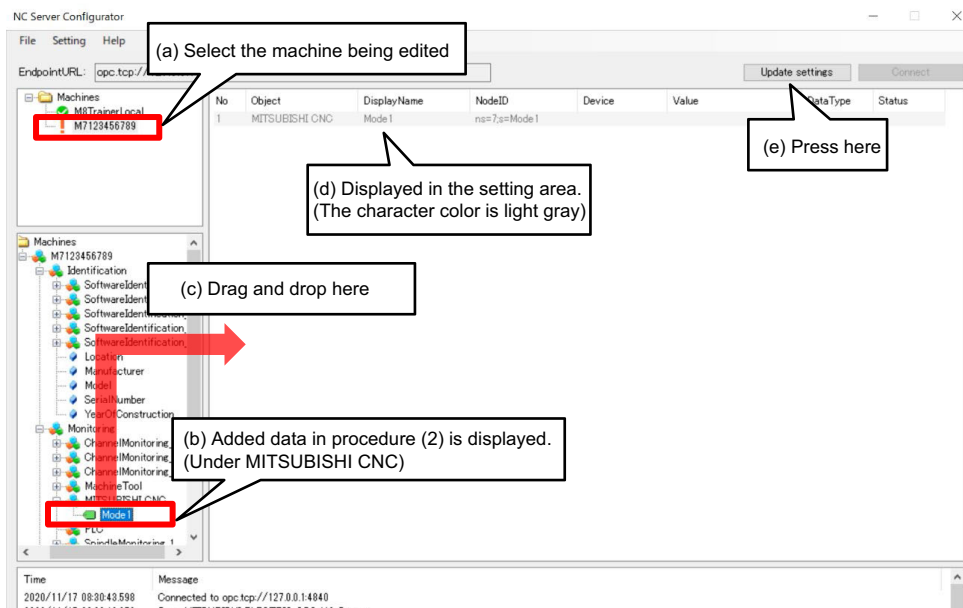 NC Server Configurator
File Setting Help
(a) Select the machine being edited
EndpointURL: opc.tcp://
Update settings Connect
Machines
M8TrainerLocal
M7123456789
No Object DisplayName NodeID Device Value DataType Status
1 MITSUBISHI CNC Mode1 ns=7;s=Mode1
(e) Press here
(d) Displayed in the setting area.
(The character color is light gray)
Machines
M7123456789
Identification
SoftwareIdent
SoftwareIdentification_
SoftwareIdentification_
SoftwareIdentification_
SoftwareIdentification_
(c) Drag and drop here
Location
Manufacturer
Model
SerialNumber
YearOfConstruction
Monitoring
ChannelMonitoring_
ChannelMonitoring_
ChannelMonitoring_
MachineTool
MITSUBISHI CNC
Mode1
PLC
SpindleMonitoring_1
(b) Added data in procedure (2) is displayed.
(Under MITSUBISHI CNC)
Time Message
2020/11/17 08:30:43.598 Connected to opc.tcp://127.0.0.1:4840